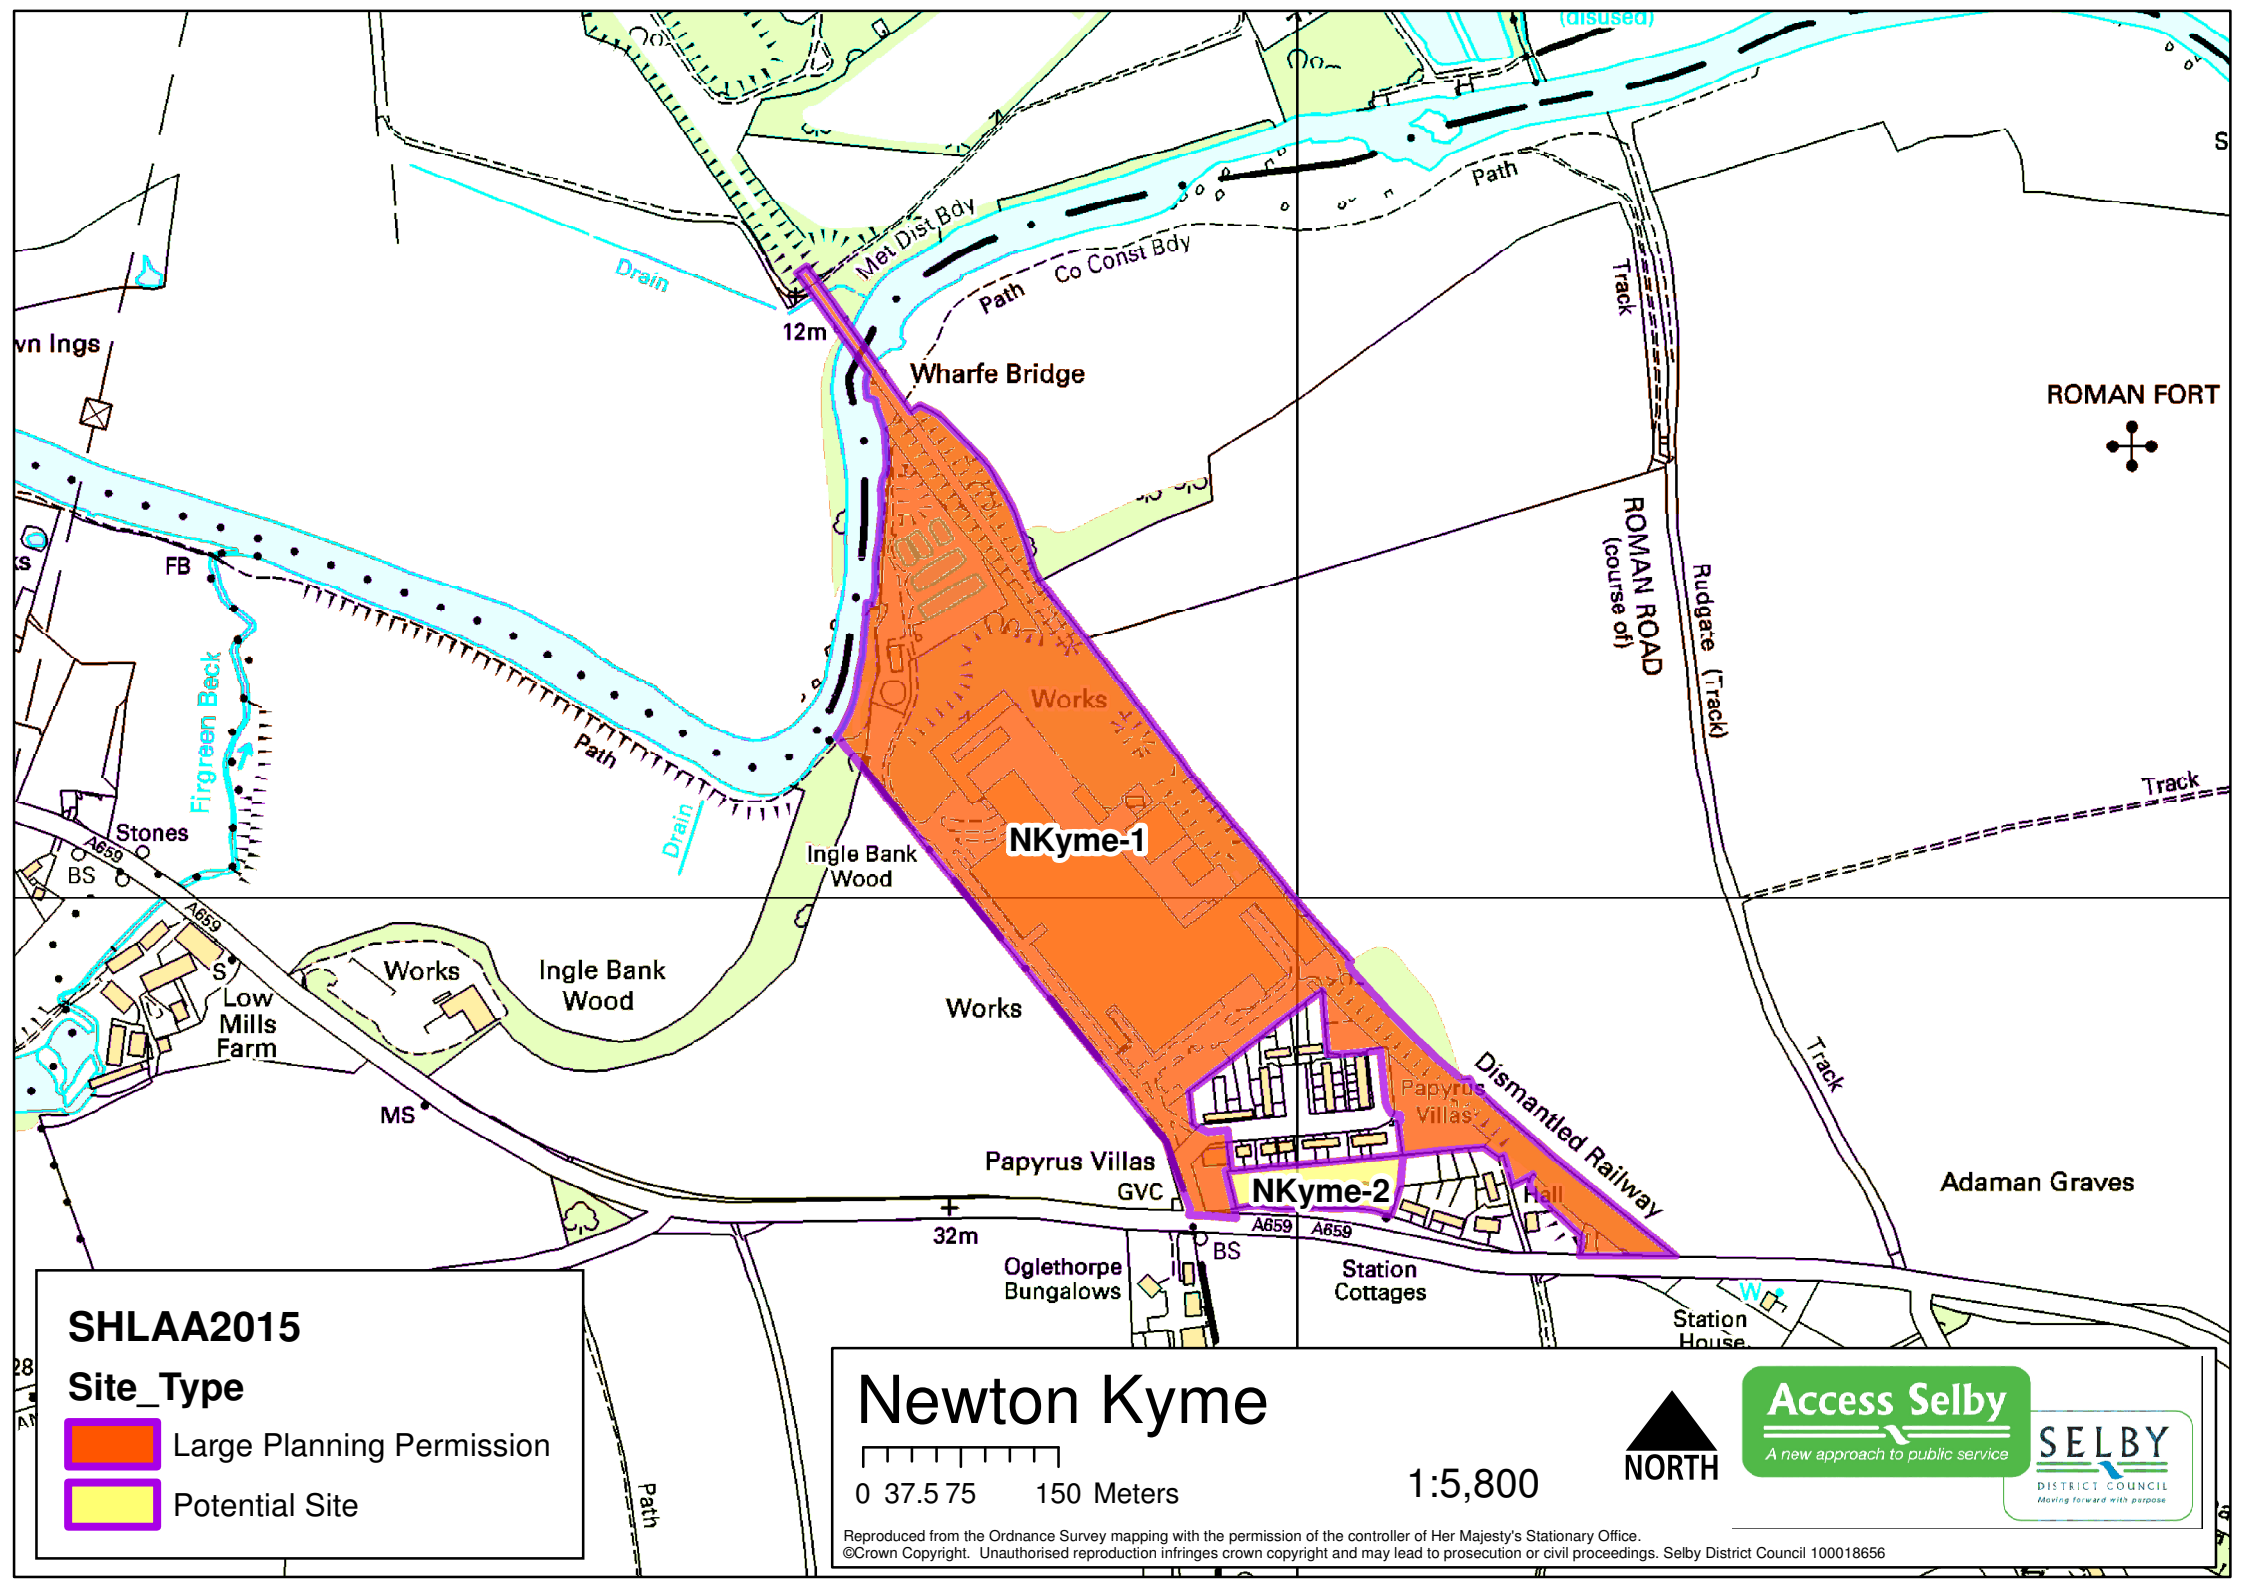 (disused)
Path
Met Dist Bdy
Co Const Bdy
Path
Drain
Track
12m
wn Ings
Wharfe Bridge
ROMAN FORT
ROMAN ROAD
(course of)
Rudgate (Track)
FB
Firgreen Beck
Works
Path
Track
Drain
Stones
A659
BS
NKyme-1
Ingle Bank
Wood
A659
S
Works
Ingle Bank
Wood
Low
Mills
Farm
Works
Track
MS
Papyrus
Villas
Dismantled Railway
Papyrus Villas
GVC
NKyme-2
Hall
Adaman Graves
32m
A659
A659
BS
Oglethorpe
Bungalows
Station
Cottages
W
Station
House
Path
SHLAA2015
Site_Type
Large Planning Permission
Potential Site
Newton Kyme
0 37.5 75 150 Meters
1:5,800
NORTH
Access Selby
A new approach to public service
SELBY
DISTRICT COUNCIL
Moving forward with purpose
Reproduced from the Ordnance Survey mapping with the permission of the controller of Her Majesty's Stationary Office.
©Crown Copyright. Unauthorised reproduction infringes crown copyright and may lead to prosecution or civil proceedings. Selby District Council 100018656